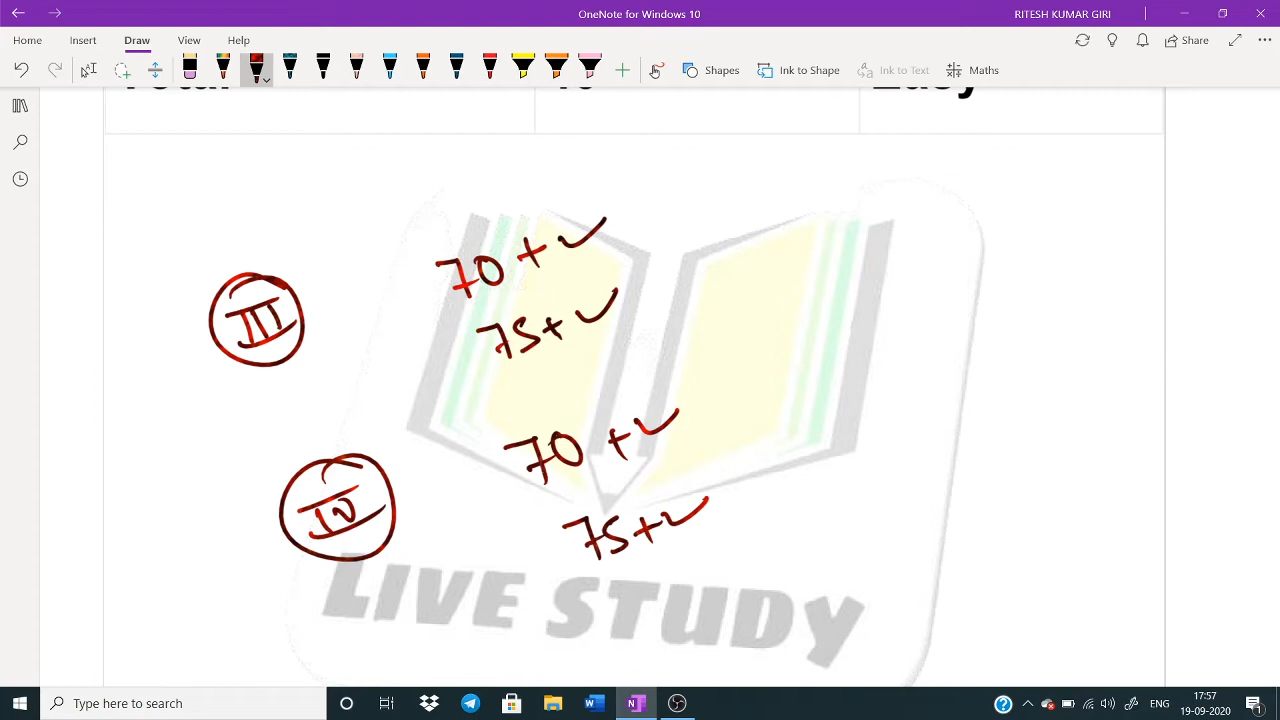 OneNote for Windows 10
RITESH KUMAR GIRI
Home Insert Draw View Help
Share
Shapes Ink to Shape Ink to Text Maths
Total Easy
70+
III
75+
70+
IV
75+
LIVE STUDY
Type here to search
ENG
17:57
19-09-2020